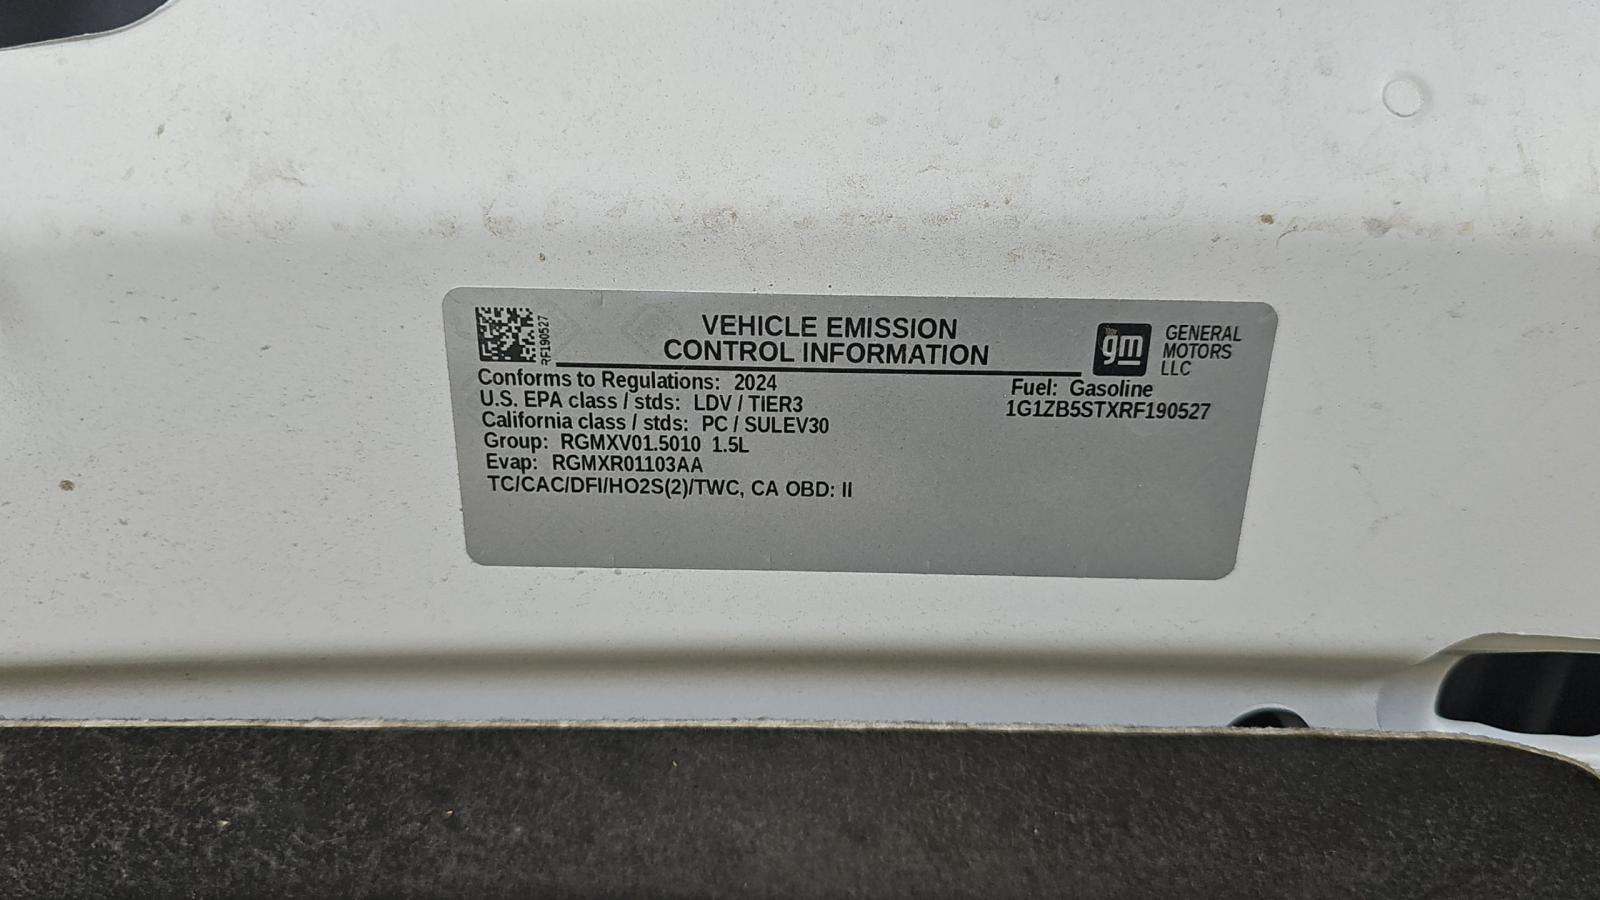 RF190527
VEHICLE EMISSION
CONTROL INFORMATION
gm
GENERAL
MOTORS
LLC
Conforms to Regulations: 2024
U.S. EPA class / stds: LDV / TIER3
California class / stds: PC / SULEV30
Group: RGMXV01.5010 1.5L
Evap: RGMXR01103AA
TC/CAC/DFI/HO2S(2)/TWC, CA OBD: II
Fuel: Gasoline
1G1ZB5STXRF190527